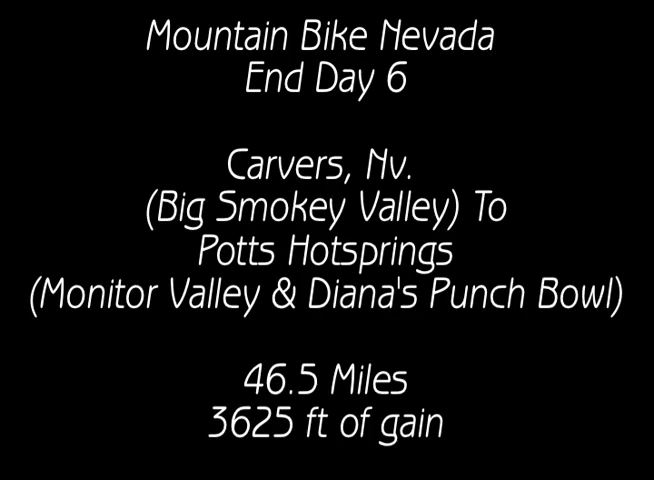 Mountain Bike Nevada
End Day 6
Carvers, Nv.
(Big Smokey Valley) To
Potts Hotsprings
(Monitor Valley & Diana's Punch Bowl)
46.5 Miles
3625 ft of gain